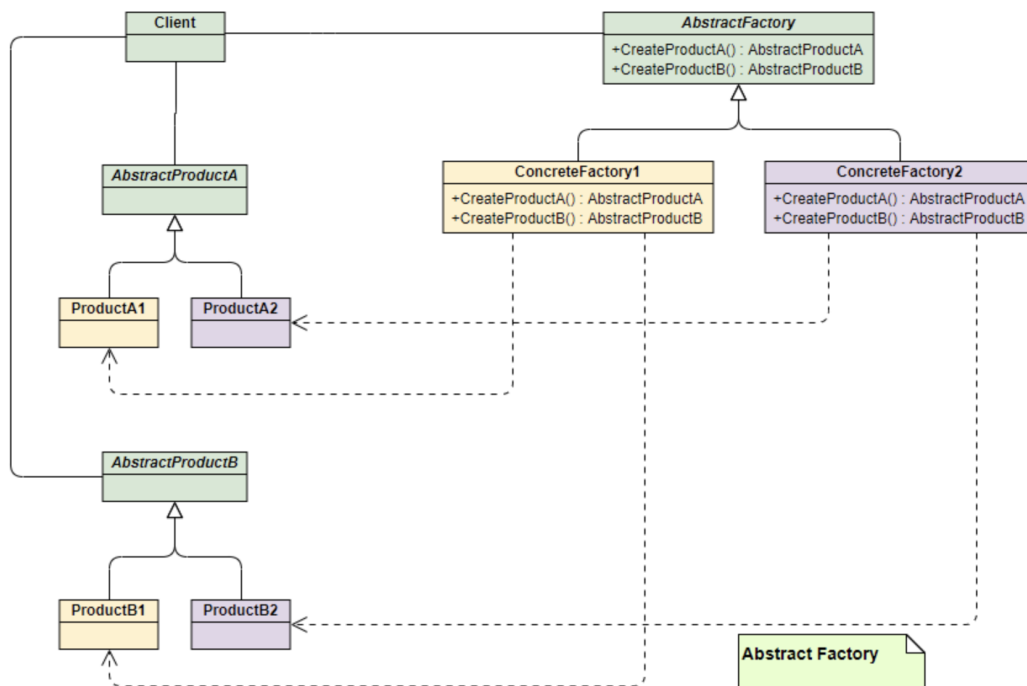 Client
AbstractFactory
+CreateProductA() : AbstractProductA
+CreateProductB() : AbstractProductB
AbstractProductA
ConcreteFactory1
+CreateProductA() : AbstractProductA
+CreateProductB() : AbstractProductB
ConcreteFactory2
+CreateProductA() : AbstractProductA
+CreateProductB() : AbstractProductB
ProductA1
ProductA2
AbstractProductB
ProductB1
ProductB2
Abstract Factory